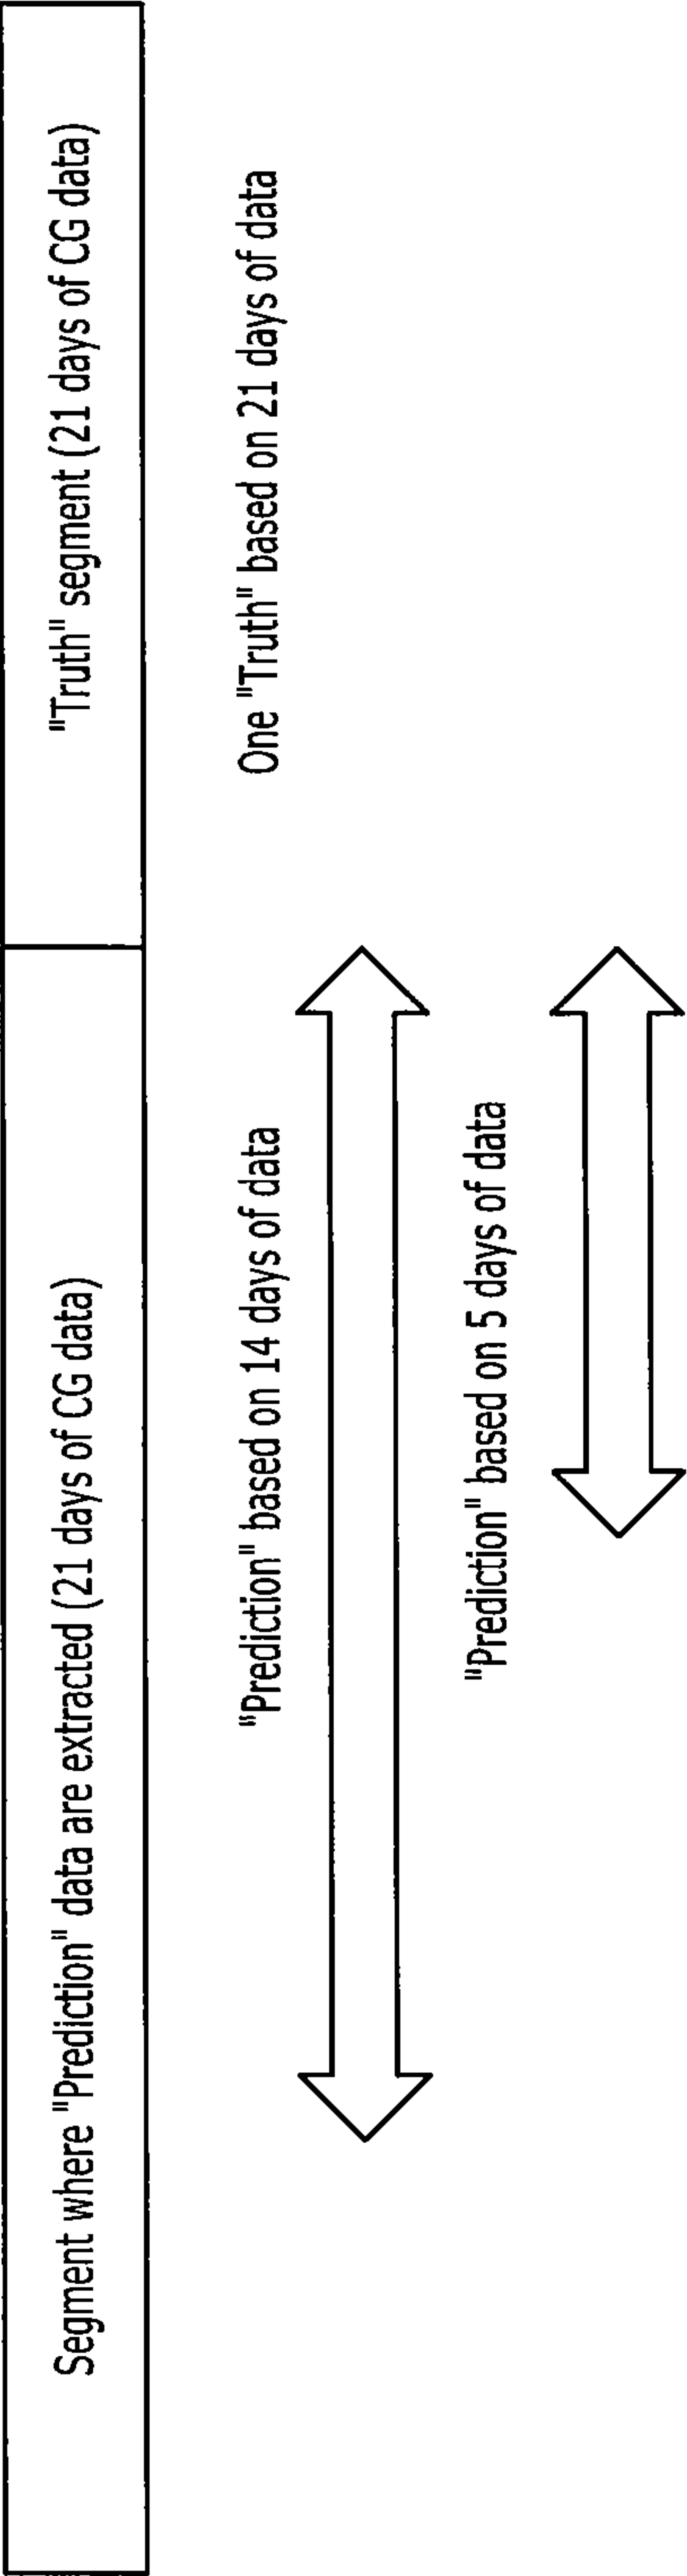 Segment where "Prediction" data are extracted (21 days of CG data)
"Truth" segment (21 days of CG data)
"Prediction" based on 14 days of data
One "Truth" based on 21 days of data
"Prediction" based on 5 days of data